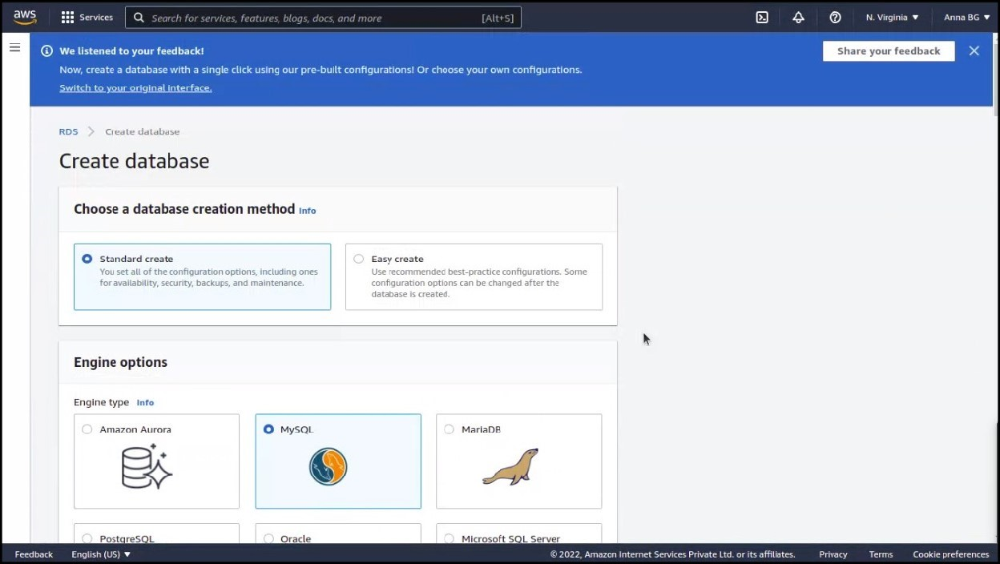 aws Services Search for services, features, blogs, docs, and more [Alt+S] N. Virginia ▼ Anna BG ▼
We listened to your feedback!
Share your feedback
Now, create a database with a single click using our pre-built configurations! Or choose your own configurations.
Switch to your original interface.
RDS > Create database
Create database
Choose a database creation method Info
Standard create
You set all of the configuration options, including ones
for availability, security, backups, and maintenance.
Easy create
Use recommended best-practice configurations. Some
configuration options can be changed after the
database is created.
Engine options
Engine type Info
Amazon Aurora
MySQL
MariaDB
PostgreSQL
Oracle
Microsoft SQL Server
Feedback English (US) ▼ © 2022, Amazon Internet Services Private Ltd. or its affiliates. Privacy Terms Cookie preferences